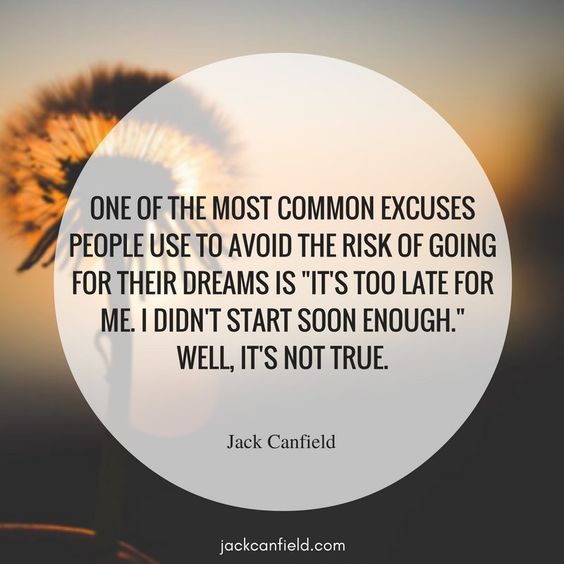 ONE OF THE MOST COMMON EXCUSES
PEOPLE USE TO AVOID THE RISK OF GOING
FOR THEIR DREAMS IS "IT'S TOO LATE FOR
ME. I DIDN'T START SOON ENOUGH."
WELL, IT'S NOT TRUE.
Jack Canfield
jackcanfield.com